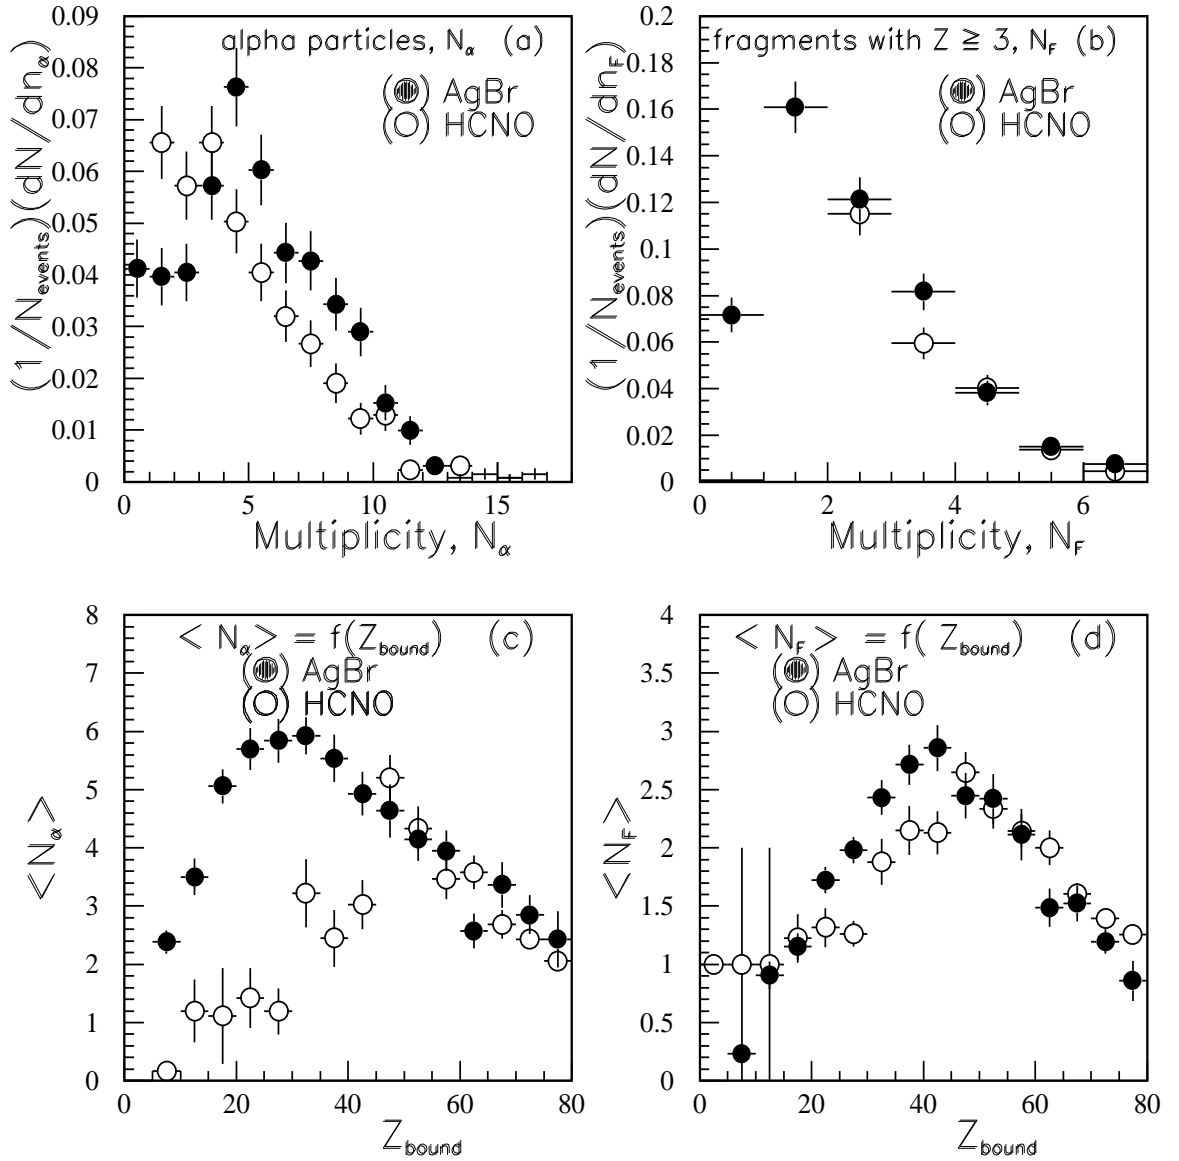 alpha particles, Nα (a)
(●) AgBr
(○) HCNO
(1/Nevents)(dN/dnα)
0.09
0.08
0.07
0.06
0.05
0.04
0.03
0.02
0.01
0
0 5 10 15
Multiplicity, Nα
fragments with Z ≧ 3, NF (b)
(●) AgBr
(○) HCNO
(1/Nevents)(dN/dnF)
0.2
0.18
0.16
0.14
0.12
0.1
0.08
0.06
0.04
0.02
0
0 2 4 6
Multiplicity, NF
< Nα > = f(Zbound) (c)
(●) AgBr
(○) HCNO
<Nα>
8
7
6
5
4
3
2
1
0
0 20 40 60 80
Zbound
< NF > = f(Zbound) (d)
(●) AgBr
(○) HCNO
<NF>
4
3.5
3
2.5
2
1.5
1
0.5
0
0 20 40 60 80
Zbound